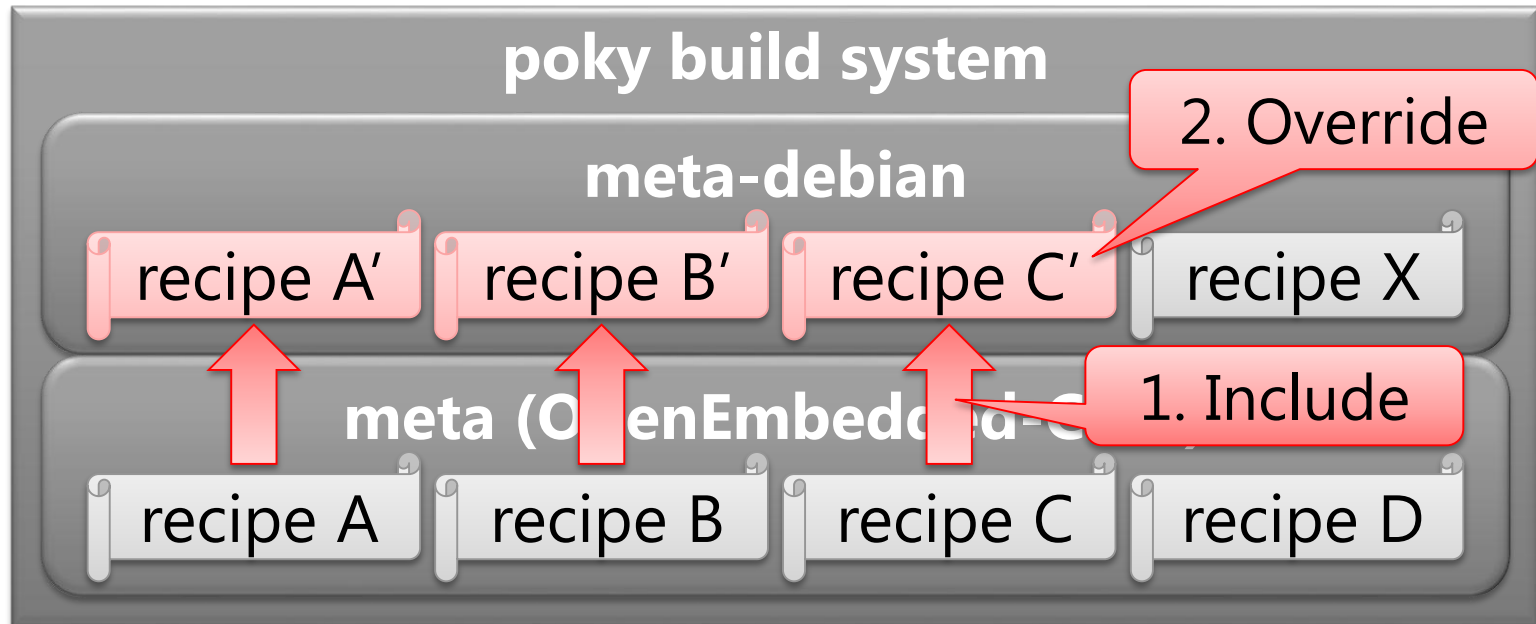 poky build system
2. Override
meta-debian
recipe A′
recipe B′
recipe C′
recipe X
1. Include
meta
recipe A
recipe B
recipe C
recipe D